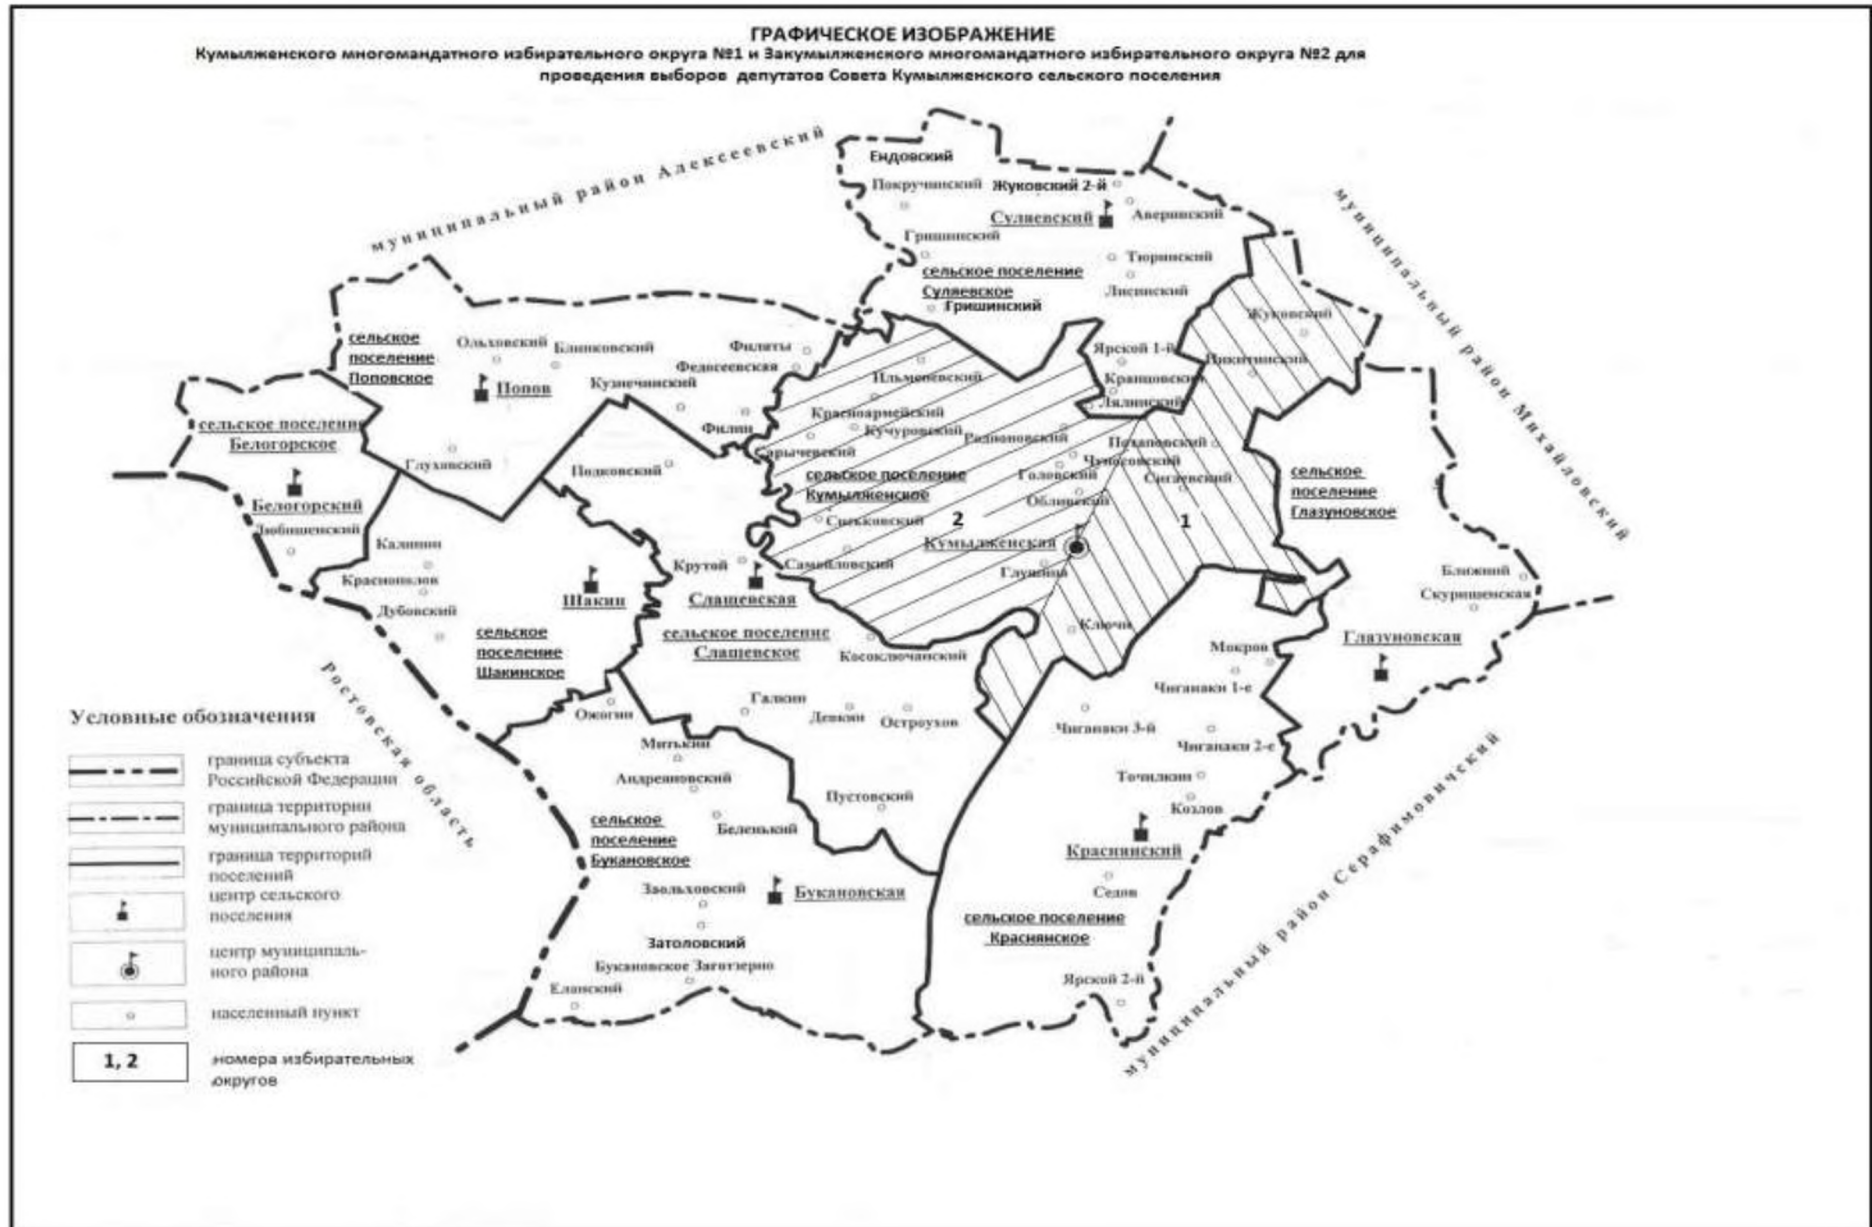 ГРАФИЧЕСКОЕ ИЗОБРАЖЕНИЕ
Кумылженского многомандатного избирательного округа №1 и Закумылженского многомандатного избирательного округа №2 для
проведения выборов депутатов Совета Кумылженского сельского поселения
муниципальный район Алексеевский
муниципальный район Михайловский
Ендовский
Покручинский
Жуковский 2-й
Суляевский
Аверинский
Гришинский
Тюринский
сельское поселение
Суляевское
Лисинский
Гришинский
Жуковский
сельское
поселение
Поповское
Ольховский
Блинковский
Филяты
Федосеевская
Кузнечинский
Попов
Филин
Ярской 1-й
Никитинский
Ильменевский
Кранцовский
Лялинский
Красноармейский
Кучуровский
Родионовский
Потаповский
Чуносовский
Сарычевский
Головский
Сигаевский
сельское поселение
Белогорское
Глуховский
Подковский
сельское поселение
Кумылженское
Обливский
сельское
поселение
Глазуновское
Белогорский
Любишенский
Сиськовский
2
1
Кумылженская
Калинин
Краснополов
Дубовский
Шакин
Крутой
Слащевская
Самойловский
Глушица
Ближний
Скуришенская
сельское
поселение
Шакинское
сельское поселение
Слащевское
Косоключанский
Ключи
Мокров
Глазуновская
Ростовская область
Чиганаки 1-е
Ожогин
Галкин
Девкин
Остроухов
Чиганаки 3-й
Чиганаки 2-е
Митькин
Андреяновский
Точилкин
Козлов
Пустовский
Беленький
сельское
поселение
Букановское
Краснянский
Седов
Заольховский
Букановская
сельское поселение
Краснянское
Затоловский
Букановское Заготзерно
Еланский
Ярской 2-й
муниципальный район Серафимовичский
Условные обозначения
граница субъекта
Российской Федерации
граница территории
муниципального района
граница территорий
поселений
центр сельского
поселения
центр муниципаль-
ного района
населенный пункт
1, 2
номера избирательных
округов